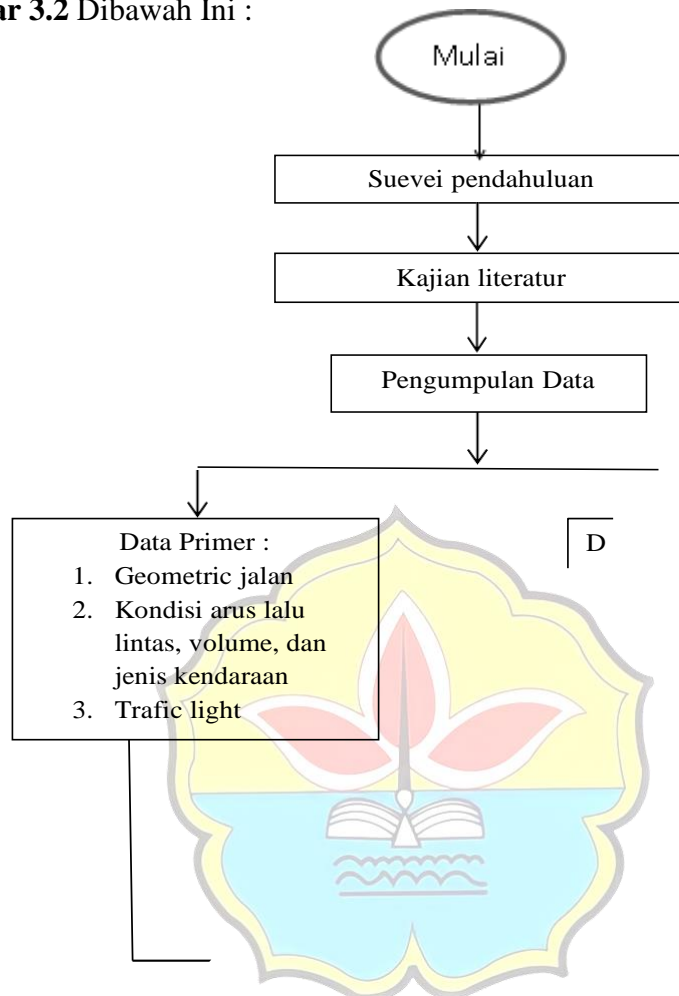 ar 3.2 Dibawah Ini :
Mulai
Suevei pendahuluan
Kajian literatur
Pengumpulan Data
Data Primer :
1. Geometric jalan
2. Kondisi arus lalu
lintas, volume, dan
jenis kendaraan
3. Trafic light
D